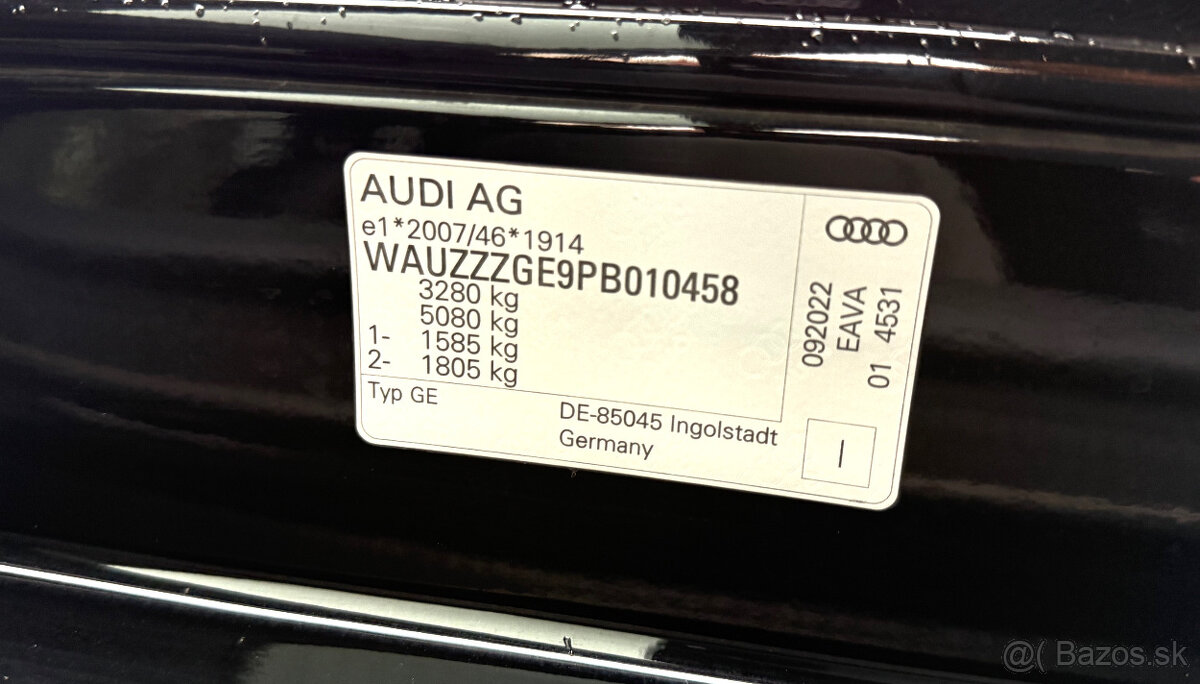 AUDI AG
e1*2007/46*1914
WAUZZZGE9PB010458
3280 kg
5080 kg
1- 1585 kg
2- 1805 kg
Typ GE
DE-85045 Ingolstadt
Germany
092022
EAVA
01 4531
I
@( Bazos.sk